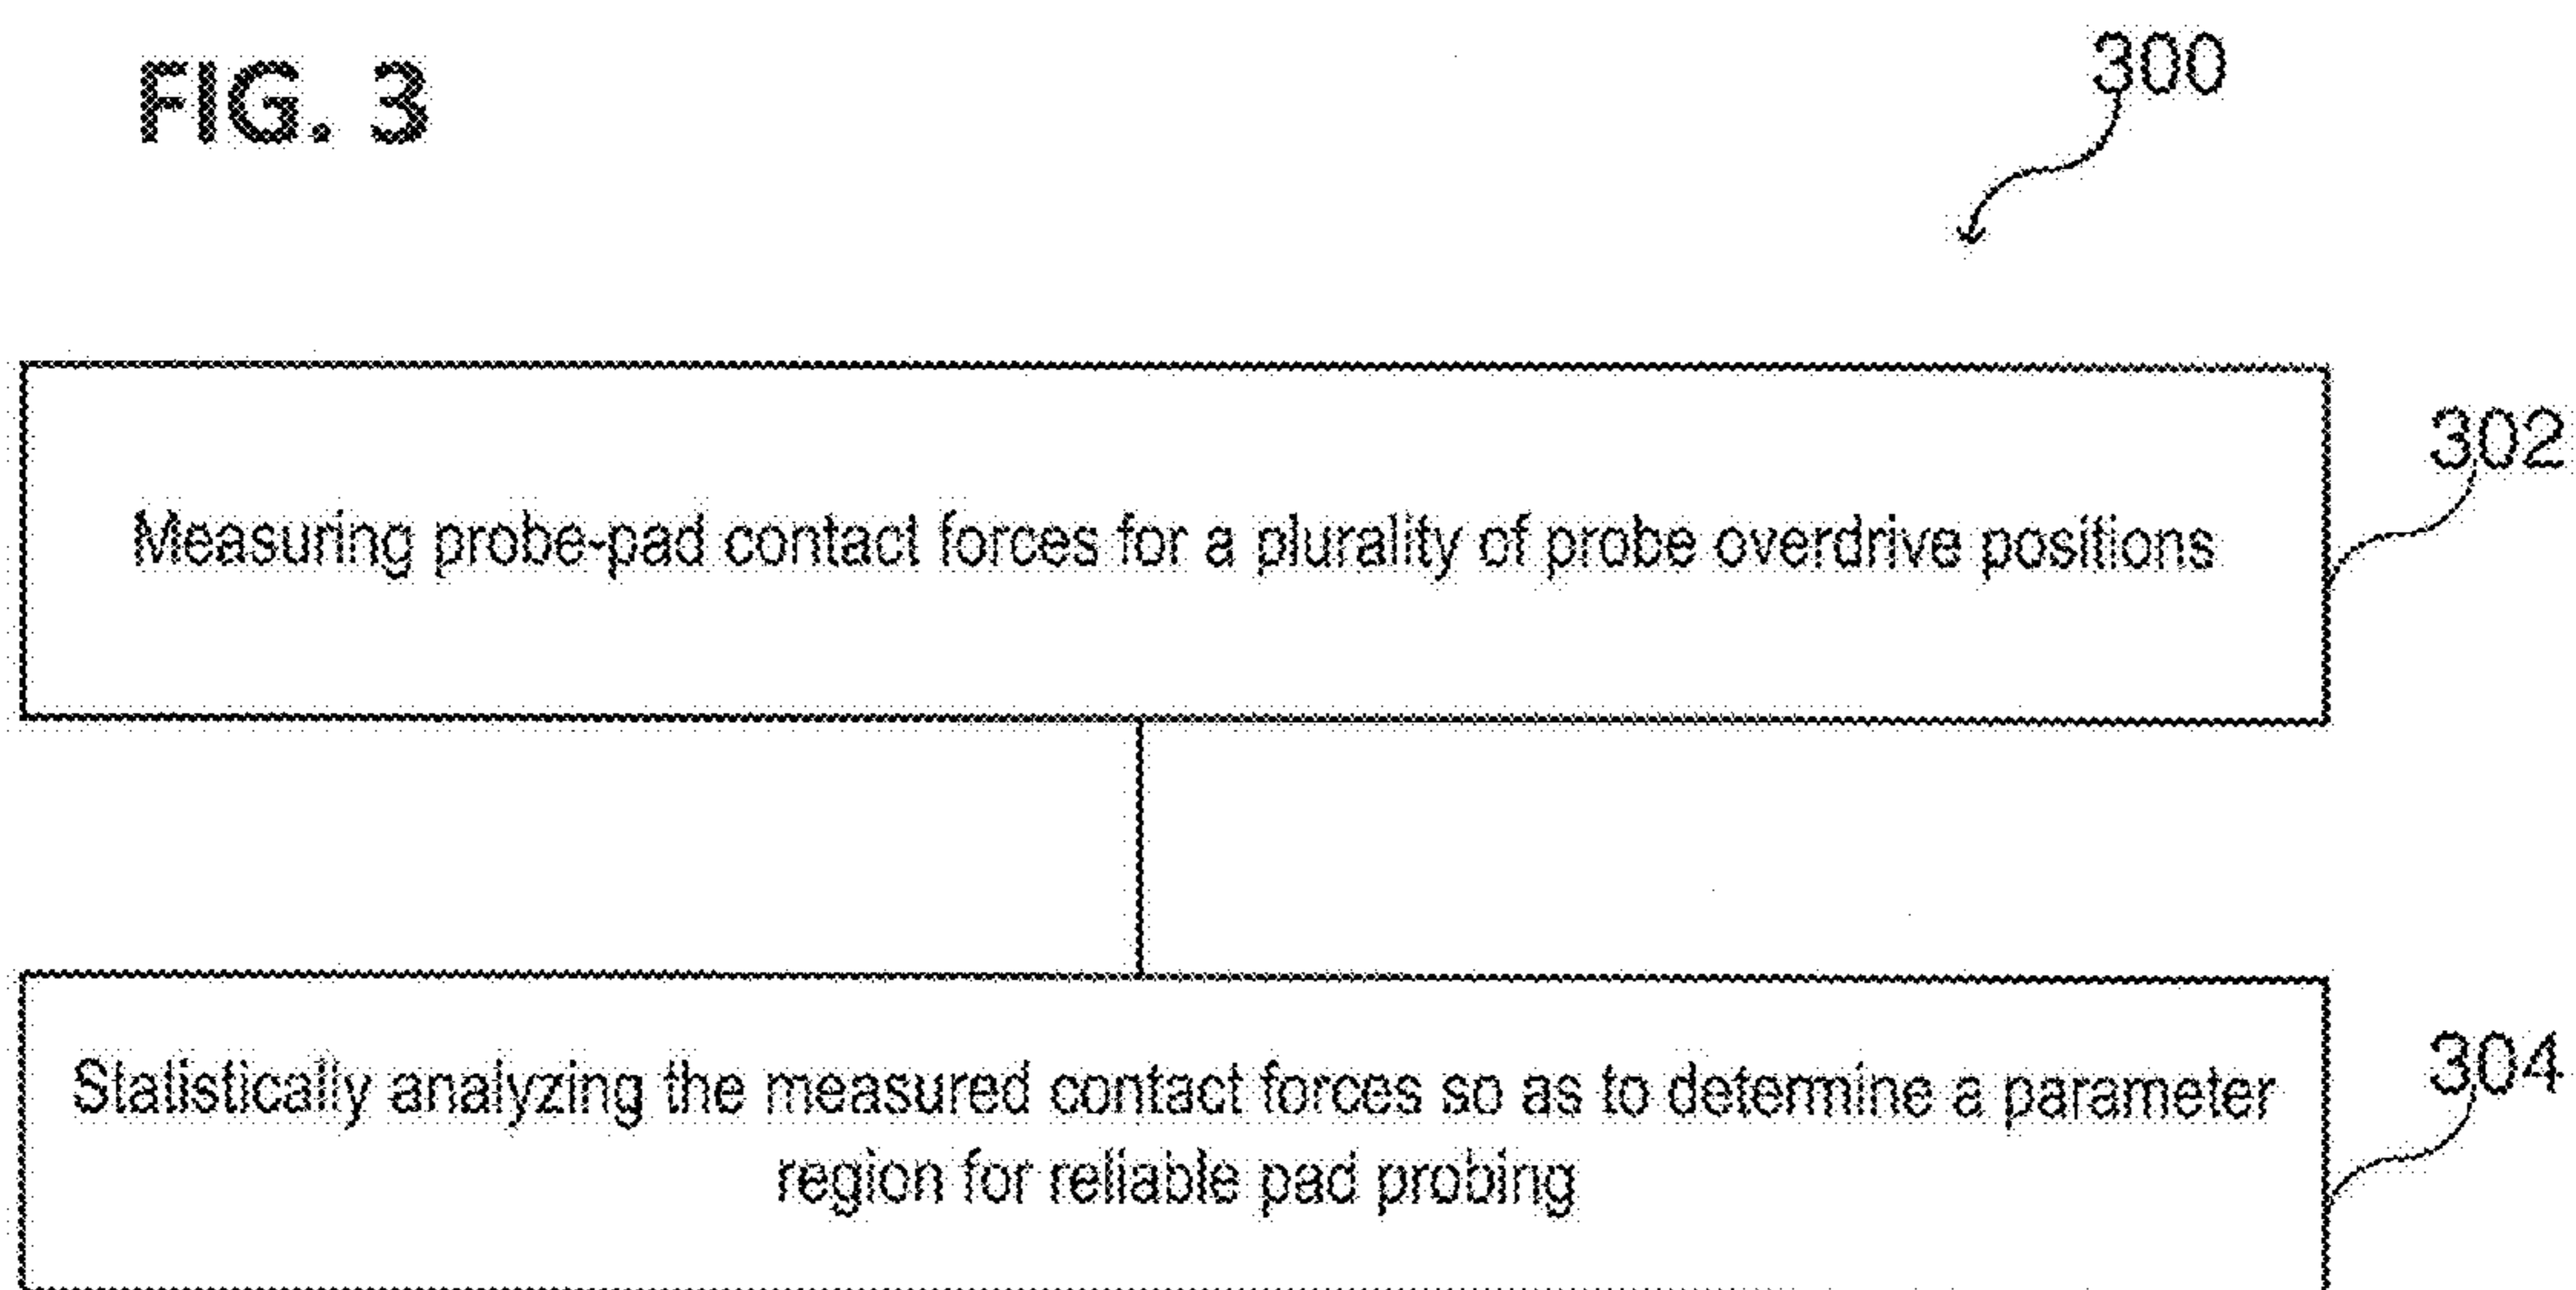 FIG. 3
300
302
Measuring probe-pad contact forces for a plurality of probe overdrive positions
304
Statistically analyzing the measured contact forces so as to determine a parameter
region for reliable pad probing